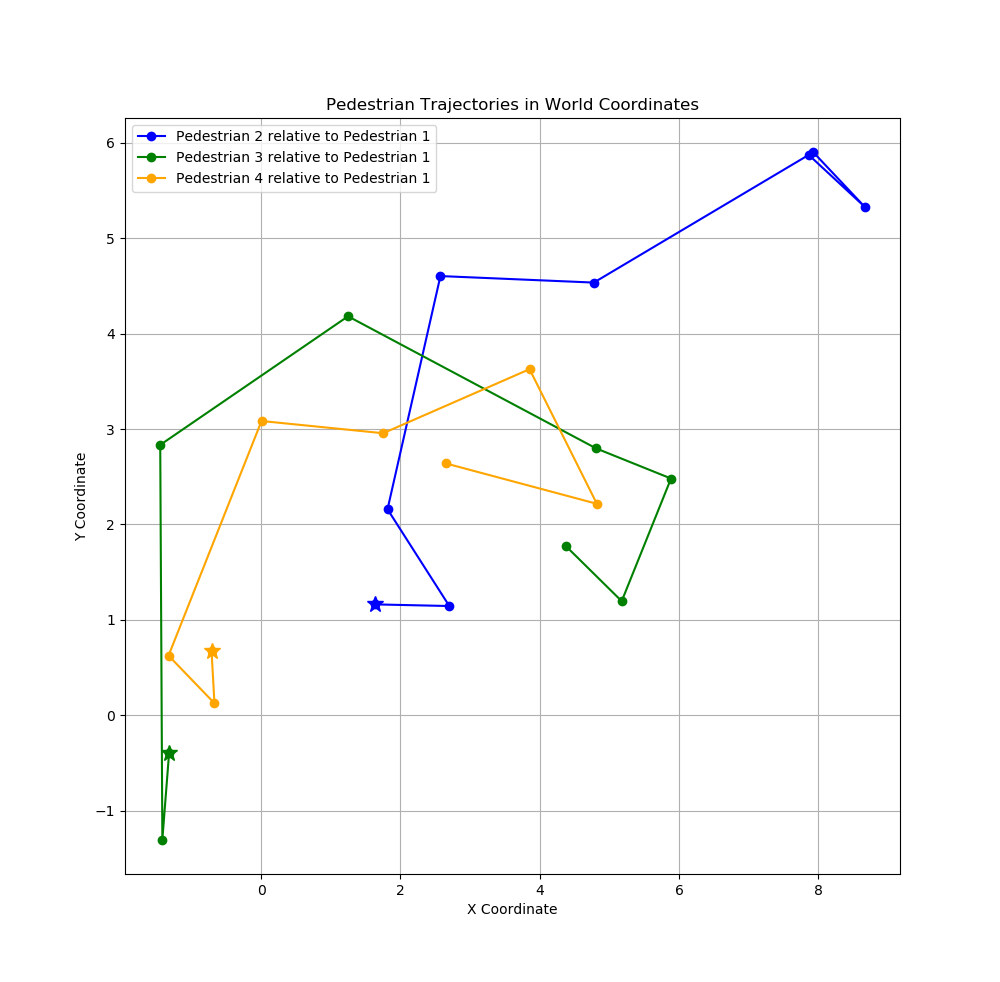 Pedestrian Trajectories in World Coordinates
Pedestrian 2 relative to Pedestrian 1
Pedestrian 3 relative to Pedestrian 1
Pedestrian 4 relative to Pedestrian 1
6
5
4
3
2
1
0
−1
Y Coordinate
0 2 4 6 8
X Coordinate